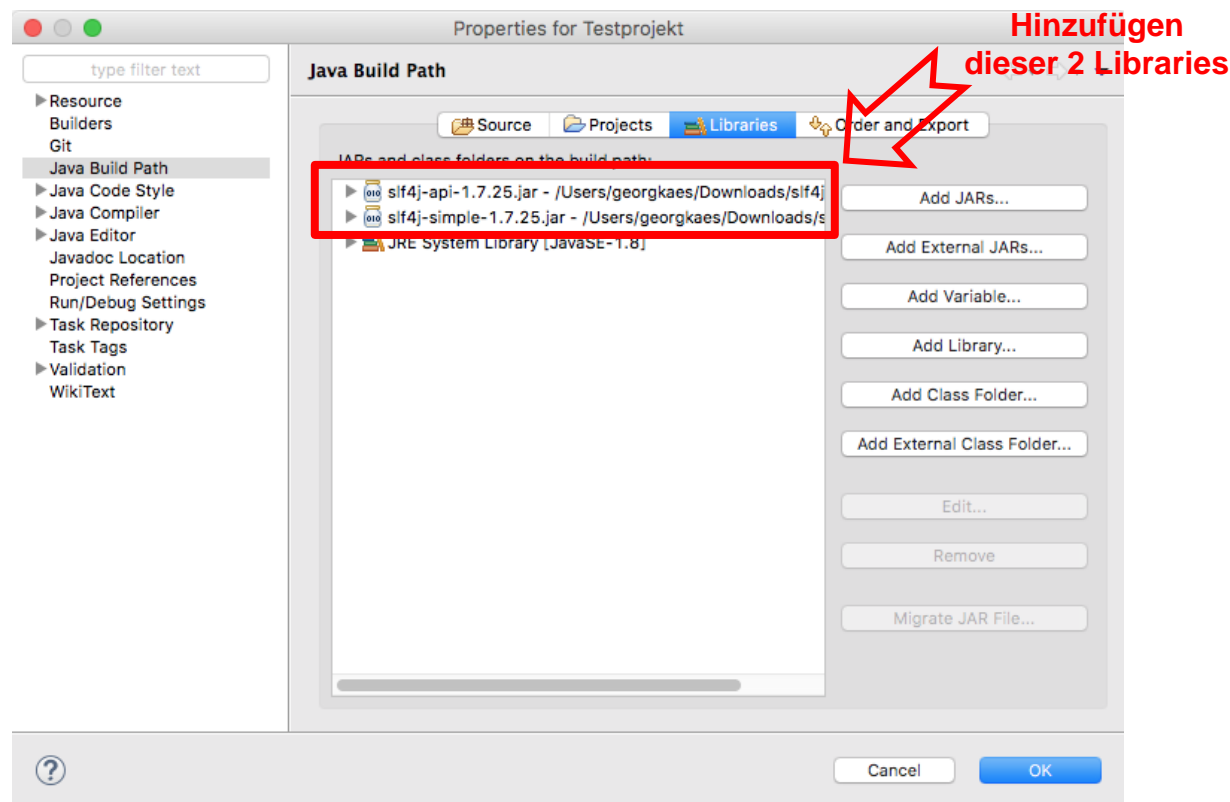 Properties for Testprojekt
Hinzufügen
dieser 2 Libraries
type filter text
Resource
Builders
Git
Java Build Path
Java Code Style
Java Compiler
Java Editor
Javadoc Location
Project References
Run/Debug Settings
Task Repository
Task Tags
Validation
WikiText
Java Build Path
Source Projects Libraries Order and Export
JARs and class folders on the build path:
slf4j-api-1.7.25.jar - /Users/georgkaes/Downloads/slf4j
slf4j-simple-1.7.25.jar - /Users/georgkaes/Downloads/s
JRE System Library [JavaSE-1.8]
Add JARs...
Add External JARs...
Add Variable...
Add Library...
Add Class Folder...
Add External Class Folder...
Edit...
Remove
Migrate JAR File...
? Cancel OK